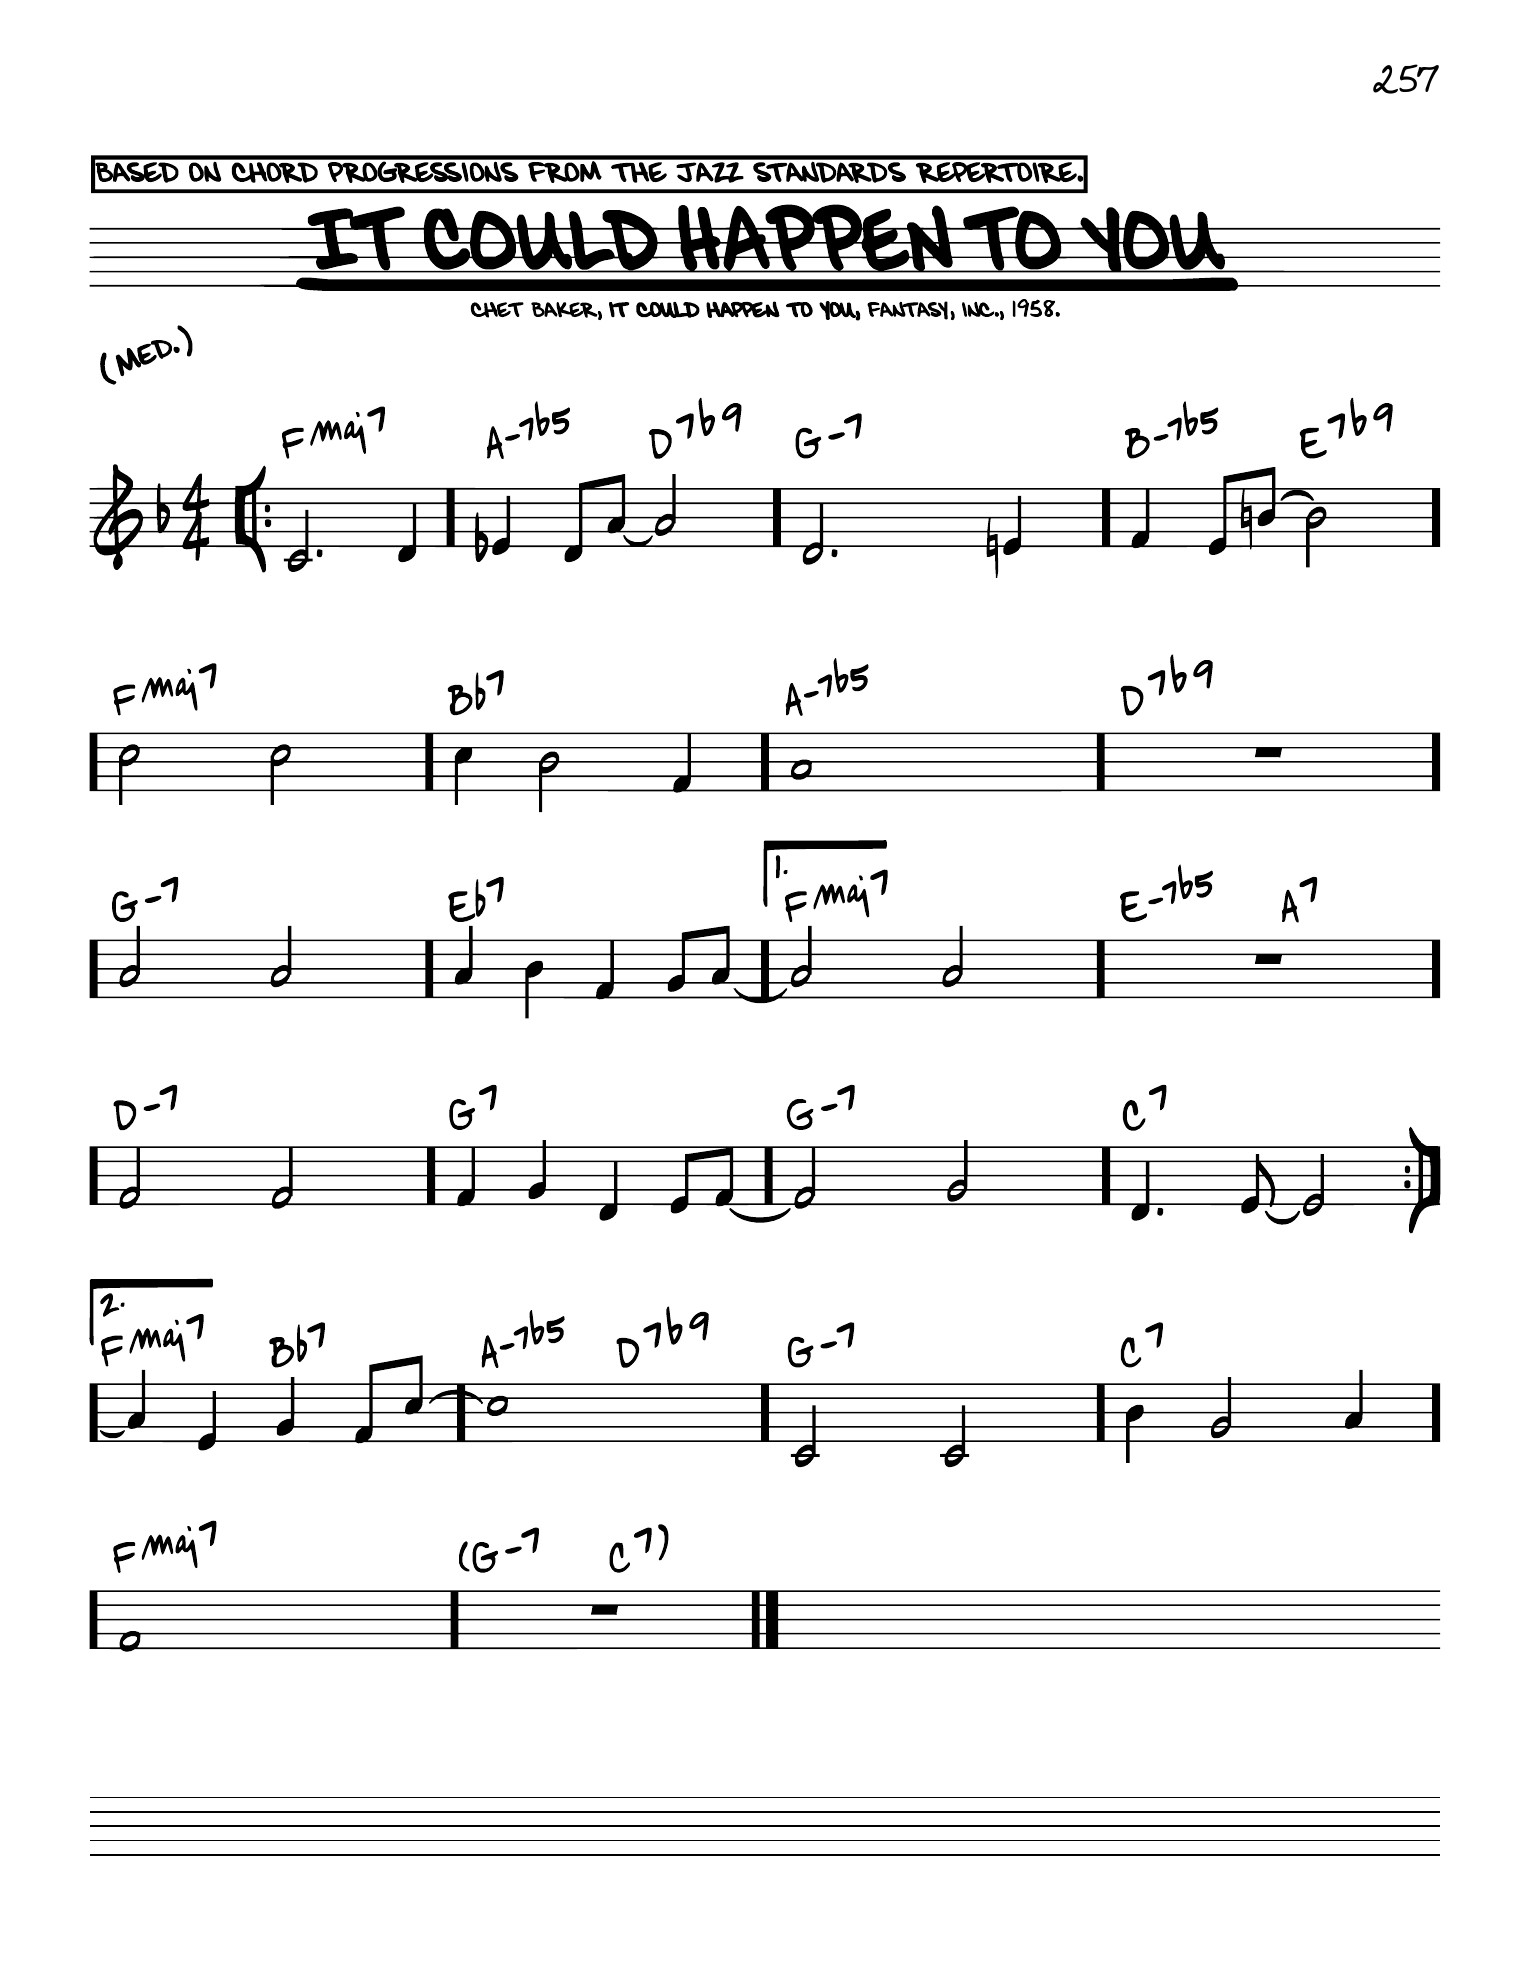 257
BASED ON CHORD PROGRESSIONS FROM THE JAZZ STANDARDS REPERTOIRE.
IT COULD HAPPEN TO YOU
CHET BAKER, IT COULD HAPPEN TO YOU, FANTASY, INC., 1958.
(MED.)
Fmaj7 A-7b5 D7b9 G-7 B-7b5 E7b9
4
4
Fmaj7 Bb7 A-7b5 D7b9
1.
G-7 Eb7 Fmaj7 E-7b5 A7
D-7 G7 G-7 C7
2.
Fmaj7 Bb7 A-7b5 D7b9 G-7 C7
Fmaj7 (G-7 C7)